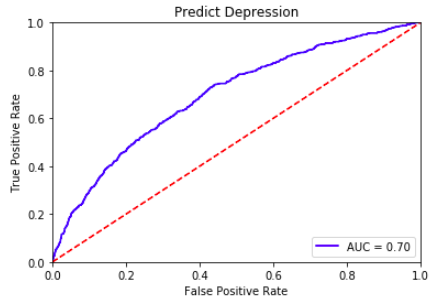 Predict Depression
1.0
0.8
0.6
0.4
0.2
0.0
True Positive Rate
AUC = 0.70
0.0 0.2 0.4 0.6 0.8 1.0
False Positive Rate